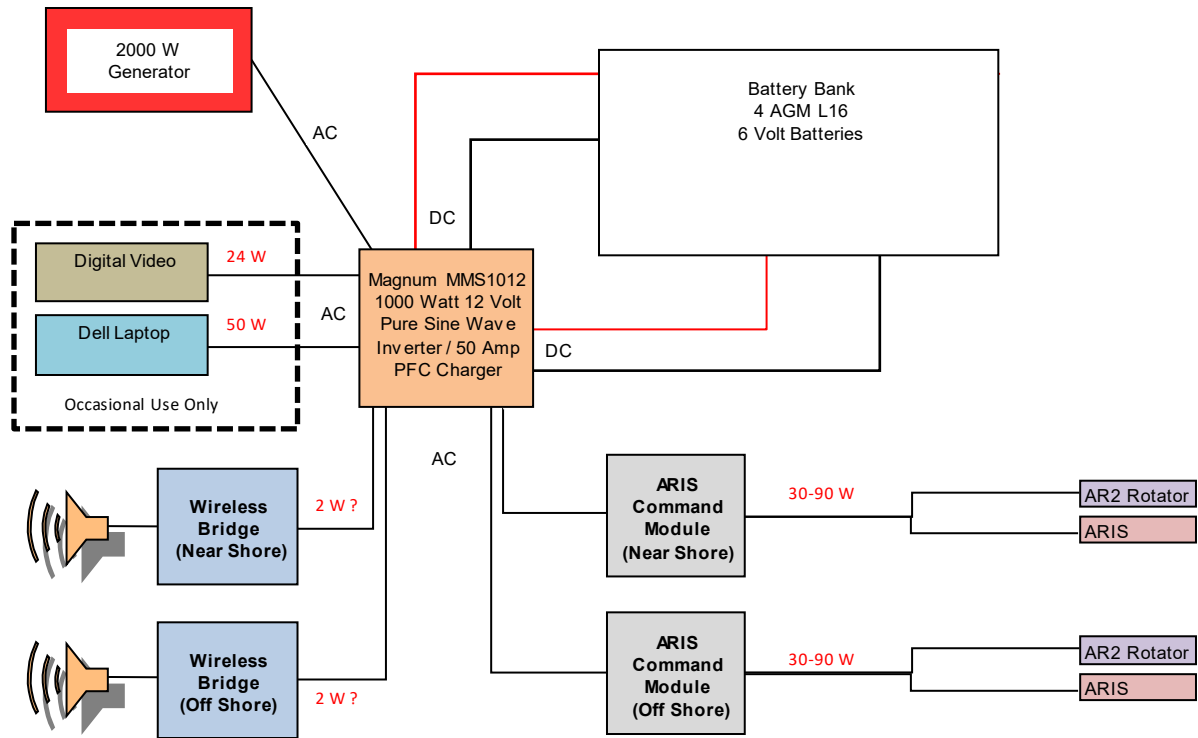 2000 W
Generator
Battery Bank
4 AGM L16
6 Volt Batteries
AC
DC
Digital Video
24 W
Dell Laptop
50 W
AC
Occasional Use Only
Magnum MMS1012
1000 Watt 12 Volt
Pure Sine Wave
Inverter / 50 Amp
PFC Charger
DC
AC
Wireless
Bridge
(Near Shore)
2 W ?
ARIS
Command
Module
(Near Shore)
30-90 W
AR2 Rotator
ARIS
Wireless
Bridge
(Off Shore)
2 W ?
ARIS
Command
Module
(Off Shore)
30-90 W
AR2 Rotator
ARIS